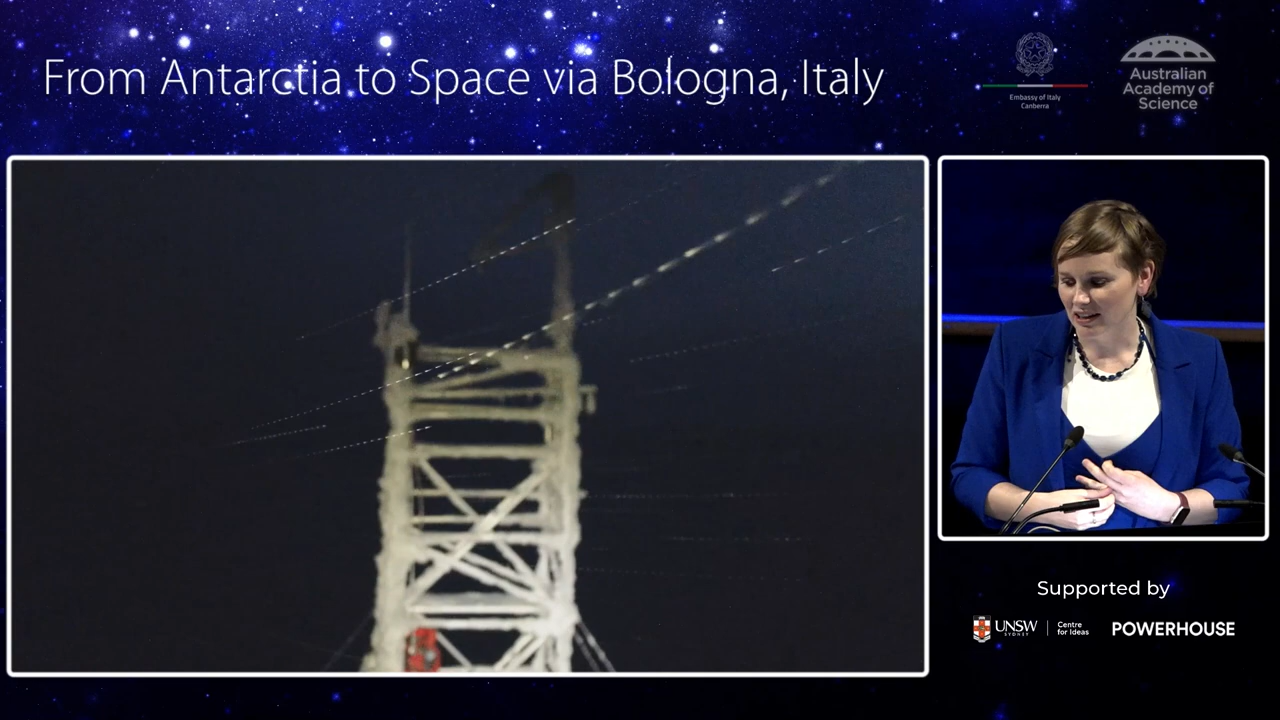 From Antarctia to Space via Bologna, Italy
Embassy of Italy
Canberra
Australian
Academy of
Science
Supported by
UNSW
SYDNEY
Centre
for Ideas
POWERHOUSE